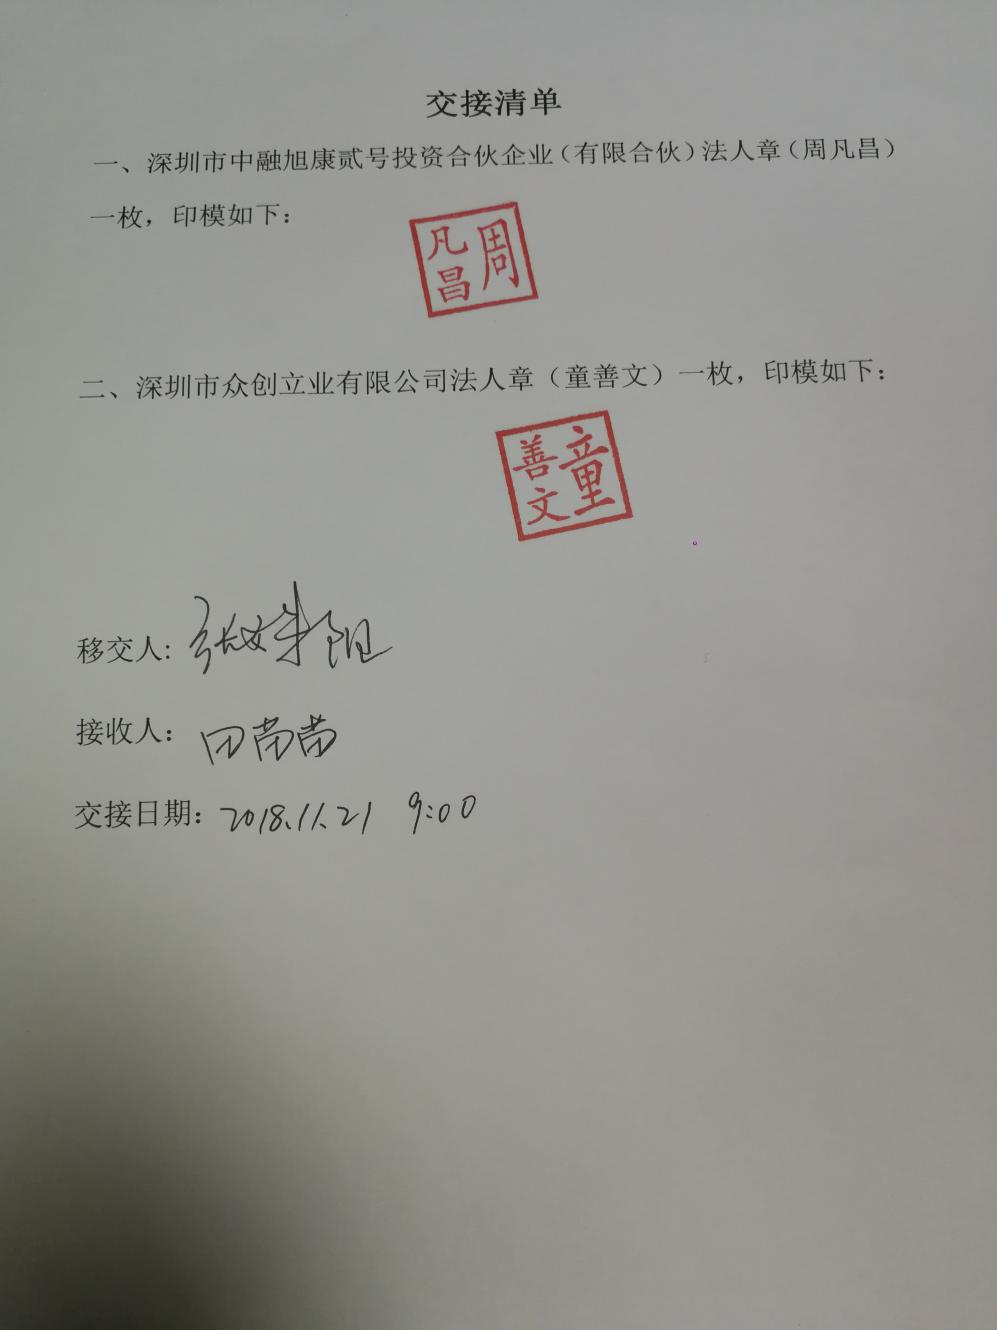 交接清单
一、深圳市中融旭康贰号投资合伙企业（有限合伙）法人章（周凡昌）
一枚，印模如下：
周凡昌
二、深圳市众创立业有限公司法人章（童善文）一枚，印模如下：
童善文
移交人：张
接收人：田苗苗
交接日期：2018.11.21 9:00